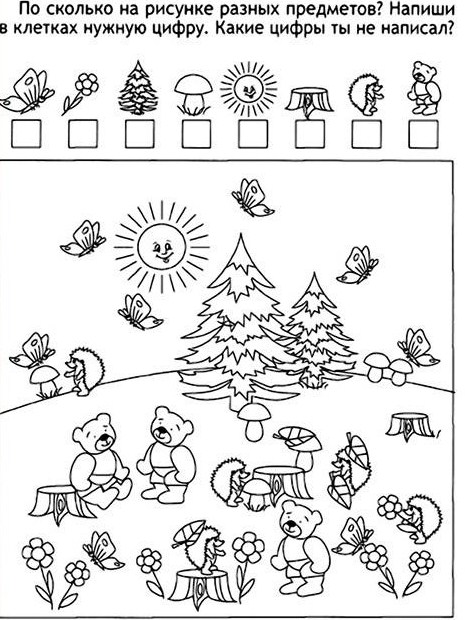 По сколько на рисунке разных предметов? Напиши
в клетках нужную цифру. Какие цифры ты не написал?